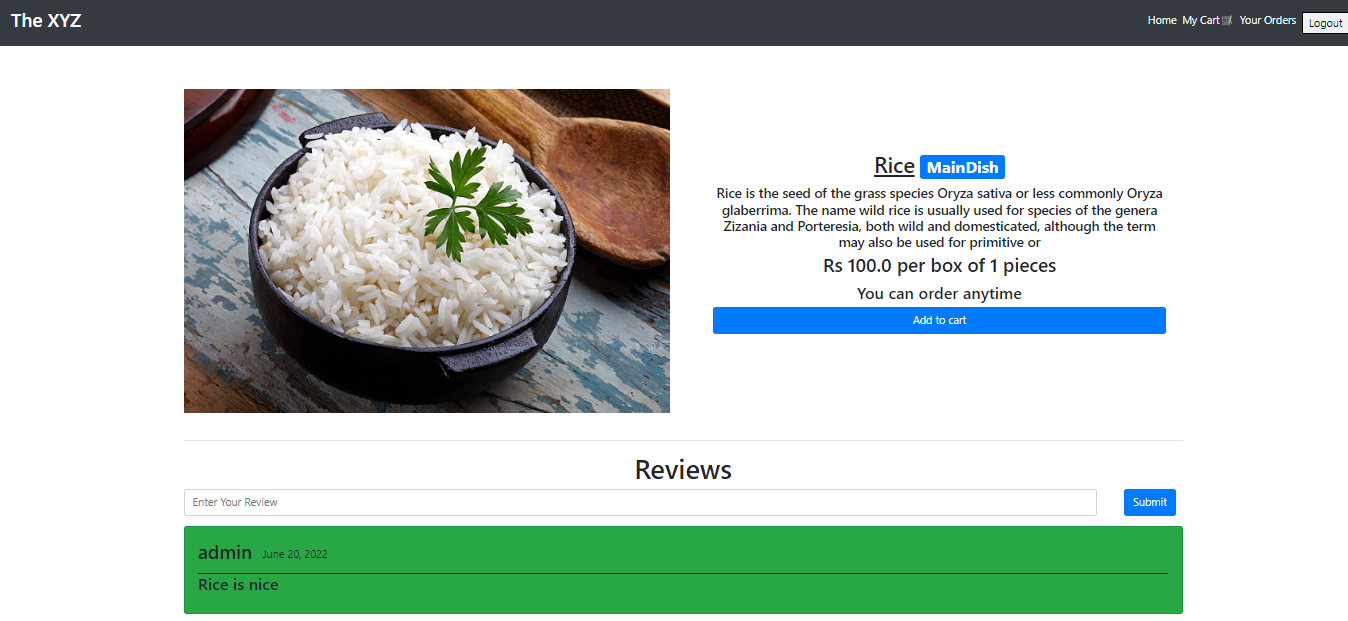 The XYZ
Home My Cart Your Orders Logout
Rice MainDish
Rice is the seed of the grass species Oryza sativa or less commonly Oryza
glaberrima. The name wild rice is usually used for species of the genera
Zizania and Porteresia, both wild and domesticated, although the term
may also be used for primitive or
Rs 100.0 per box of 1 pieces
You can order anytime
Add to cart
Reviews
Enter Your Review
Submit
admin June 20, 2022
Rice is nice